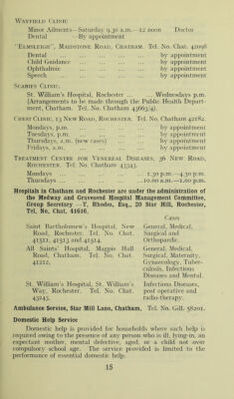 WAYFIELD CLINIC
Minor Ailments—Saturday 9.30 a.m.—12 noon Doctor
Dental —By appointment
"ELMSLEIGH", MAIDSTONE ROAD, CHATHAM. Tel. No. Chat. 41098
Dental ... ... ... ... ... by appointment
Child Guidance ... ... ... ... by appointment
Ophthalmic ... ... ... ... by appointment
Speech ... ... ... ... ... by appointment
SCABIES CLINICS.
St. William's Hospital, Rochester ... Wednesdays p.m.
(Arrangements to be made through the Public Health Depart-
ment, Chatham. Tel. No. Chatham 43963/4).
CHEST CLINIC, 13 NEW ROAD, ROCHESTER. Tel. No. Chatham 42182.
Mondays, p.m. ... ... ... ... by appointment
Tuesdays, p.m. ... ... ... ... by appointment
Thursdays, a.m. (new cases) ... ... by appointment
Fridays, a.m. ... ... ... ... by appointment
TREATMENT CENTRE FOR VENEREAL DISEASES, 36 NEW ROAD,
ROCHESTER. Tel. No. Chatham 43343.
Mondays ... ... ... ... 1.30 p.m.—4.30 p.m.
Thursdays ... ... ... ... 10.00 a.m.—1.00 p.m.
Hospitals in Chatham and Rochester are under the administration of
the Medway and Gravesend Hospital Management Committee,
Group Secretary—T. Rhodes, Esq., 20 Star Hill, Rochester,
Tel. No. Chat. 41616.
Cases
Saint Bartholomew's Hospital, New General, Medical,
Road, Rochester. Tel. No. Chat. Surgical and
41312, 41313 and 41314. Orthopaedic.
All Saints' Hospital, Magpie Hall General, Medical,
Road, Chatham. Tel. No. Chat. Surgical, Maternity,
41212. Gynaecology, Tuber-
culosis, Infectious
Diseases and Mental.
St. William's Hospital, St. William's Infectious Diseases,
Way, Rochester. Tel. No. Chat. post operative and
43245. radio-therapy.
Ambulance Service, Star Mill Lane, Chatham, Tel. No. Gill. 58201.
Domestic Help Service
Domestic help is provided for households where such help is
required owing to the presence of any person who is ill, lying-in, an
expectant mother, mental defective, aged, or a child not over
compulsory school age. The service provided is limited to the
performance of essential domestic help.
15